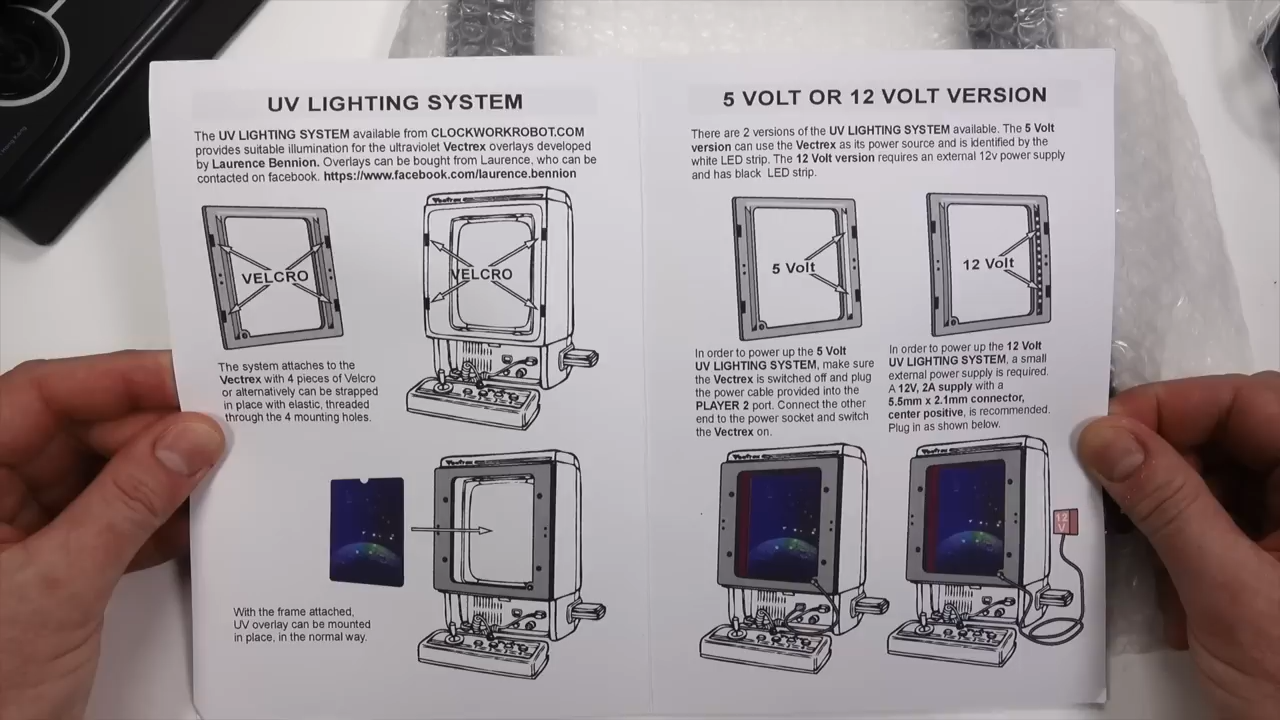 UV LIGHTING SYSTEM
The UV LIGHTING SYSTEM available from CLOCKWORKROBOT.COM
provides suitable illumination for the ultraviolet Vectrex overlays developed
by Laurence Bennion. Overlays can be bought from Laurence, who can be
contacted on facebook. https://www.facebook.com/laurence.bennion
Vectrex
VELCRO
VELCRO
The system attaches to the
Vectrex with 4 pieces of Velcro
or alternatively can be strapped
in place with elastic, threaded
through the 4 mounting holes.
Vectrex
With the frame attached,
UV overlay can be mounted
in place, in the normal way.
5 VOLT OR 12 VOLT VERSION
There are 2 versions of the UV LIGHTING SYSTEM available. The 5 Volt
version can use the Vectrex as its power source and is identified by the
white LED strip. The 12 Volt version requires an external 12v power supply
and has black LED strip.
5 Volt
12 Volt
In order to power up the 5 Volt
UV LIGHTING SYSTEM, make sure
the Vectrex is switched off and plug
the power cable provided into the
PLAYER 2 port. Connect the other
end to the power socket and switch
the Vectrex on.
In order to power up the 12 Volt
UV LIGHTING SYSTEM, a small
external power supply is required.
A 12V, 2A supply with a
5.5mm x 2.1mm connector,
center positive, is recommended.
Plug in as shown below.
Vectrex
Vectrex
12
V